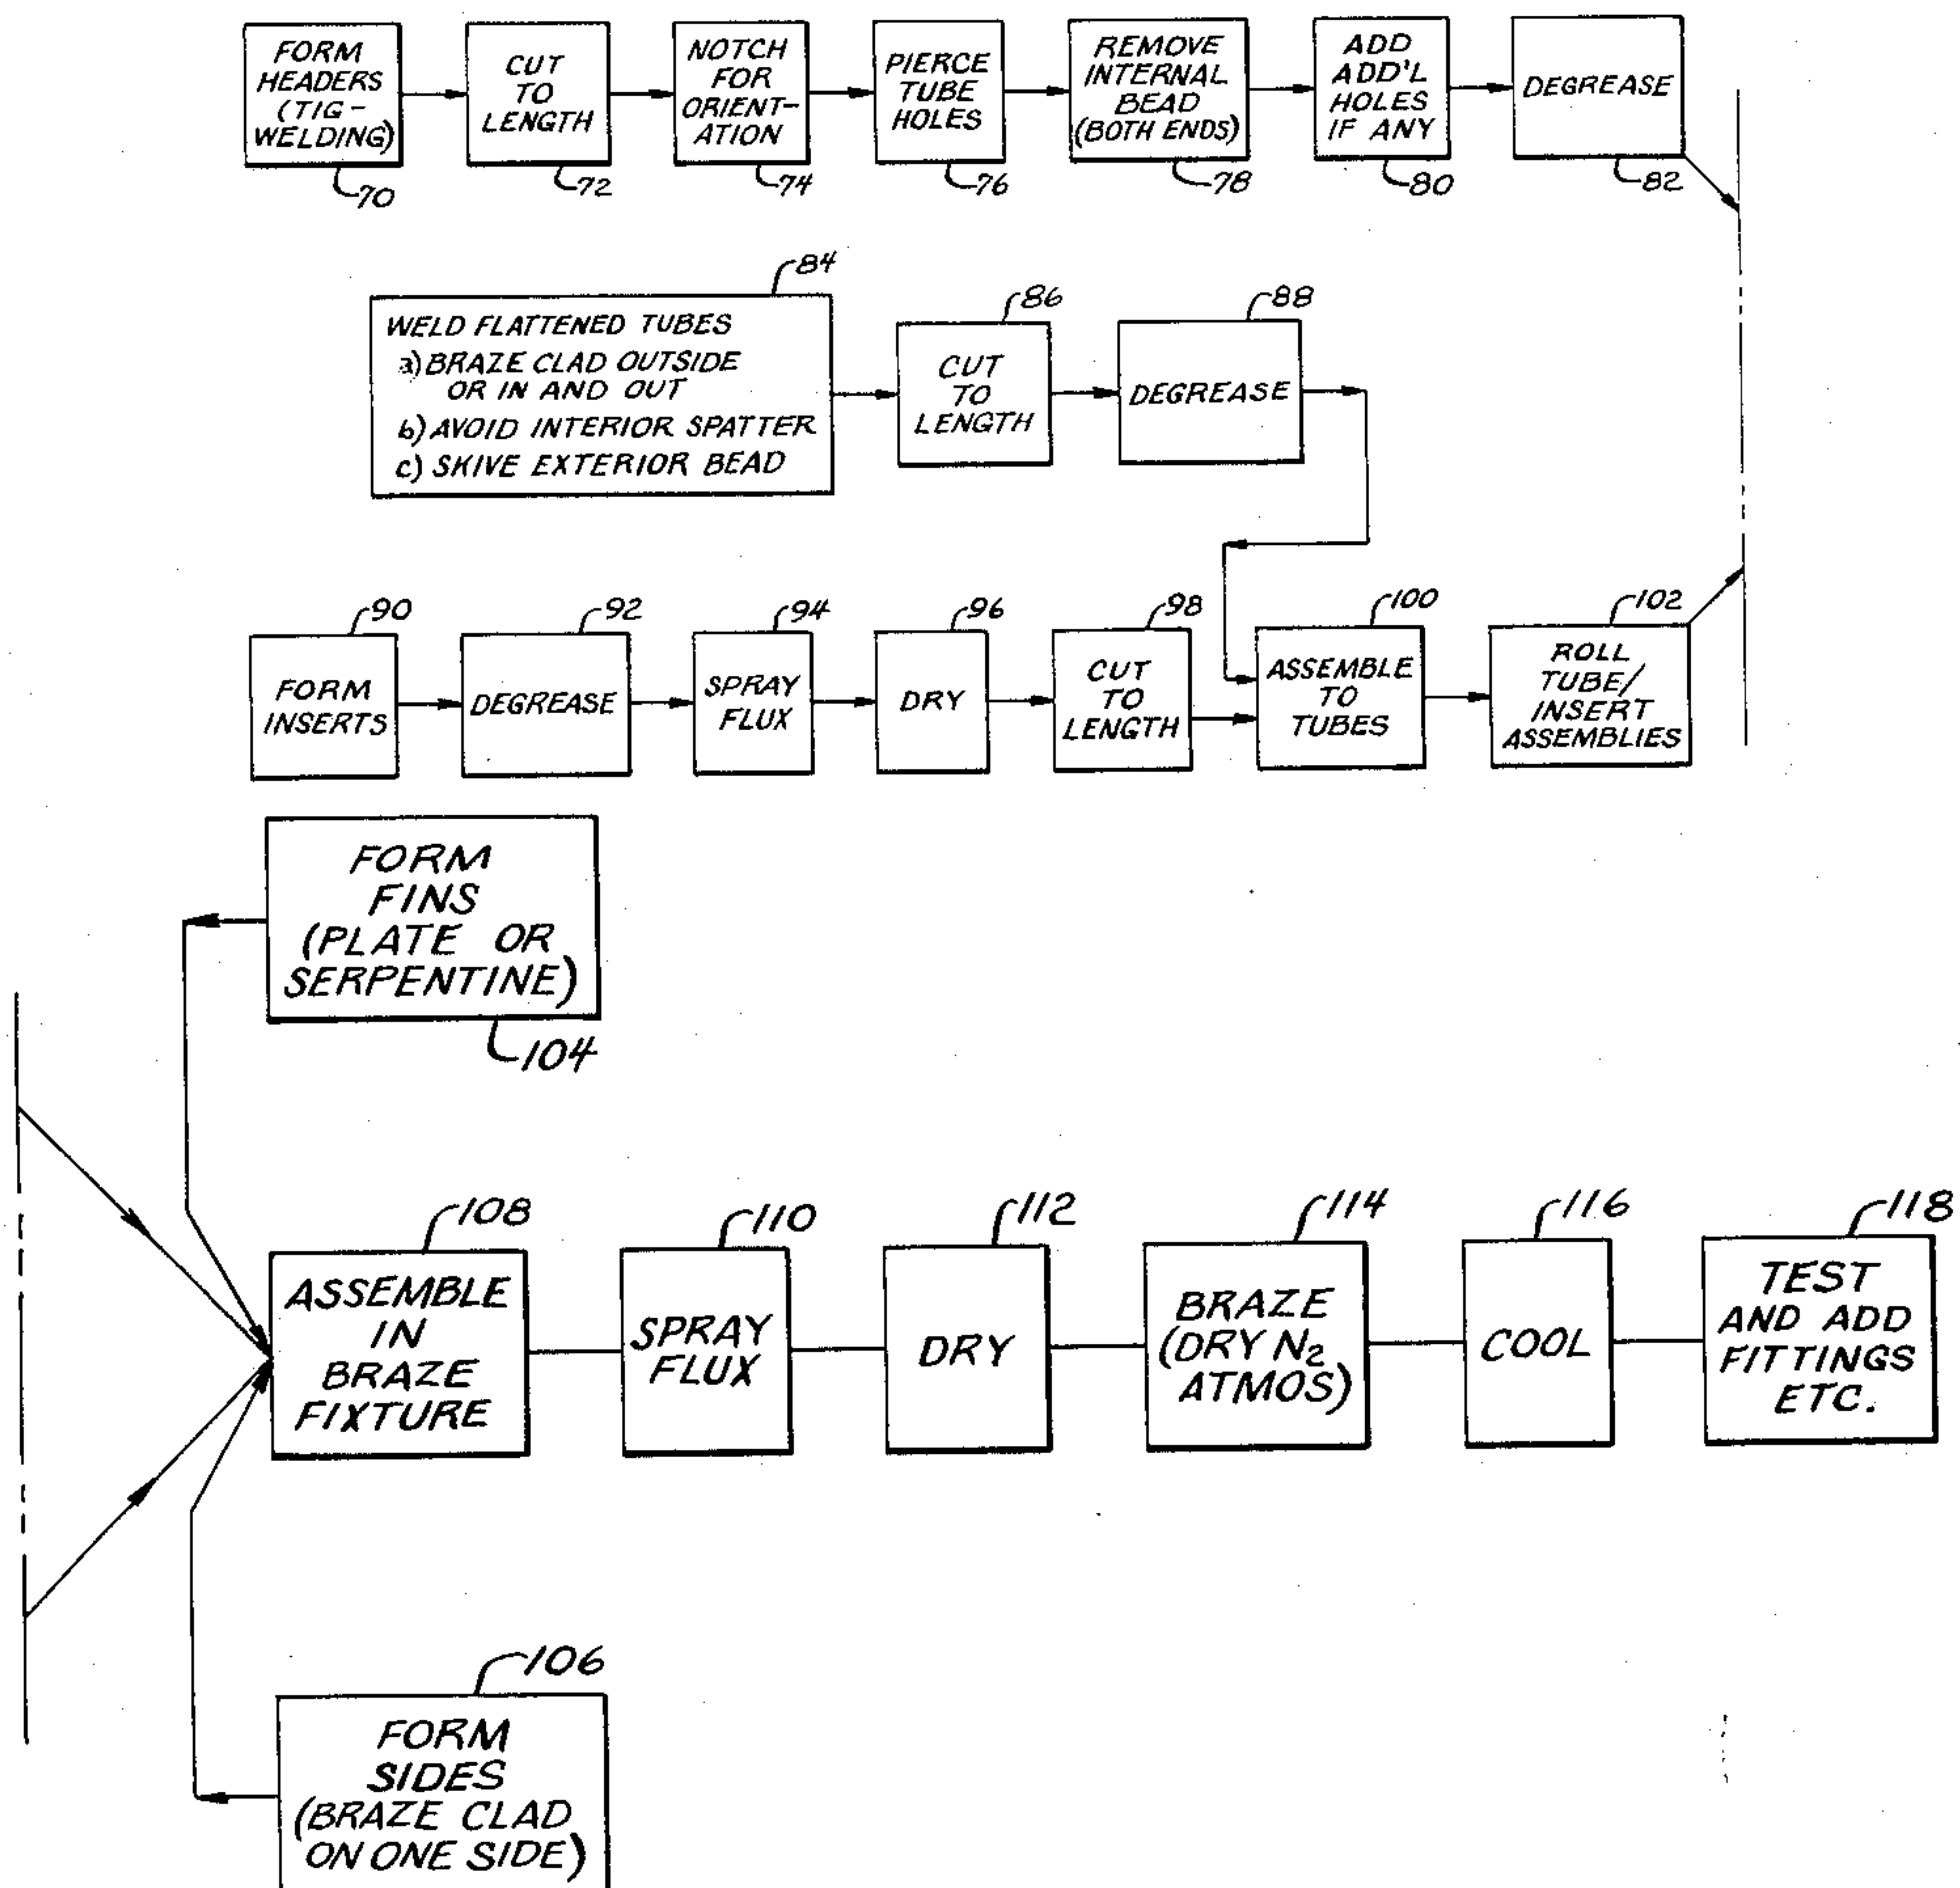 FORM
HEADERS
(TIG-
WELDING)
70
CUT
TO
LENGTH
72
NOTCH
FOR
ORIENT-
ATION
74
PIERCE
TUBE
HOLES
76
REMOVE
INTERNAL
BEAD
(BOTH ENDS)
78
ADD
ADD'L
HOLES
IF ANY
80
DEGREASE
82
84
WELD FLATTENED TUBES
a) BRAZE CLAD OUTSIDE
OR IN AND OUT
b) AVOID INTERIOR SPATTER
c) SKIVE EXTERIOR BEAD
86
CUT
TO
LENGTH
88
DEGREASE
90
FORM
INSERTS
92
DEGREASE
94
SPRAY
FLUX
96
DRY
98
CUT
TO
LENGTH
100
ASSEMBLE
TO
TUBES
102
ROLL
TUBE/
INSERT
ASSEMBLIES
FORM
FINS
(PLATE OR
SERPENTINE)
104
108
ASSEMBLE
IN
BRAZE
FIXTURE
110
SPRAY
FLUX
112
DRY
114
BRAZE
(DRY N₂
ATMOS)
116
COOL
118
TEST
AND ADD
FITTINGS
ETC.
106
FORM
SIDES
(BRAZE CLAD
ON ONE SIDE)